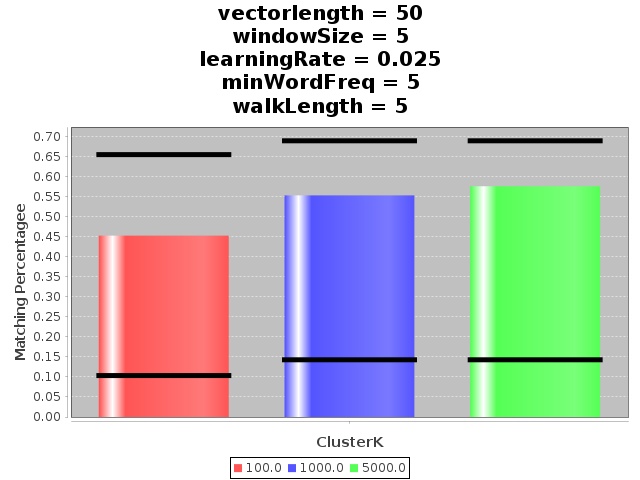 vectorlength = 50
windowSize = 5
learningRate = 0.025
minWordFreq = 5
walkLength = 5
Matching Percentagee
0.70
0.65
0.60
0.55
0.50
0.45
0.40
0.35
0.30
0.25
0.20
0.15
0.10
0.05
0.00
ClusterK
100.0 1000.0 5000.0